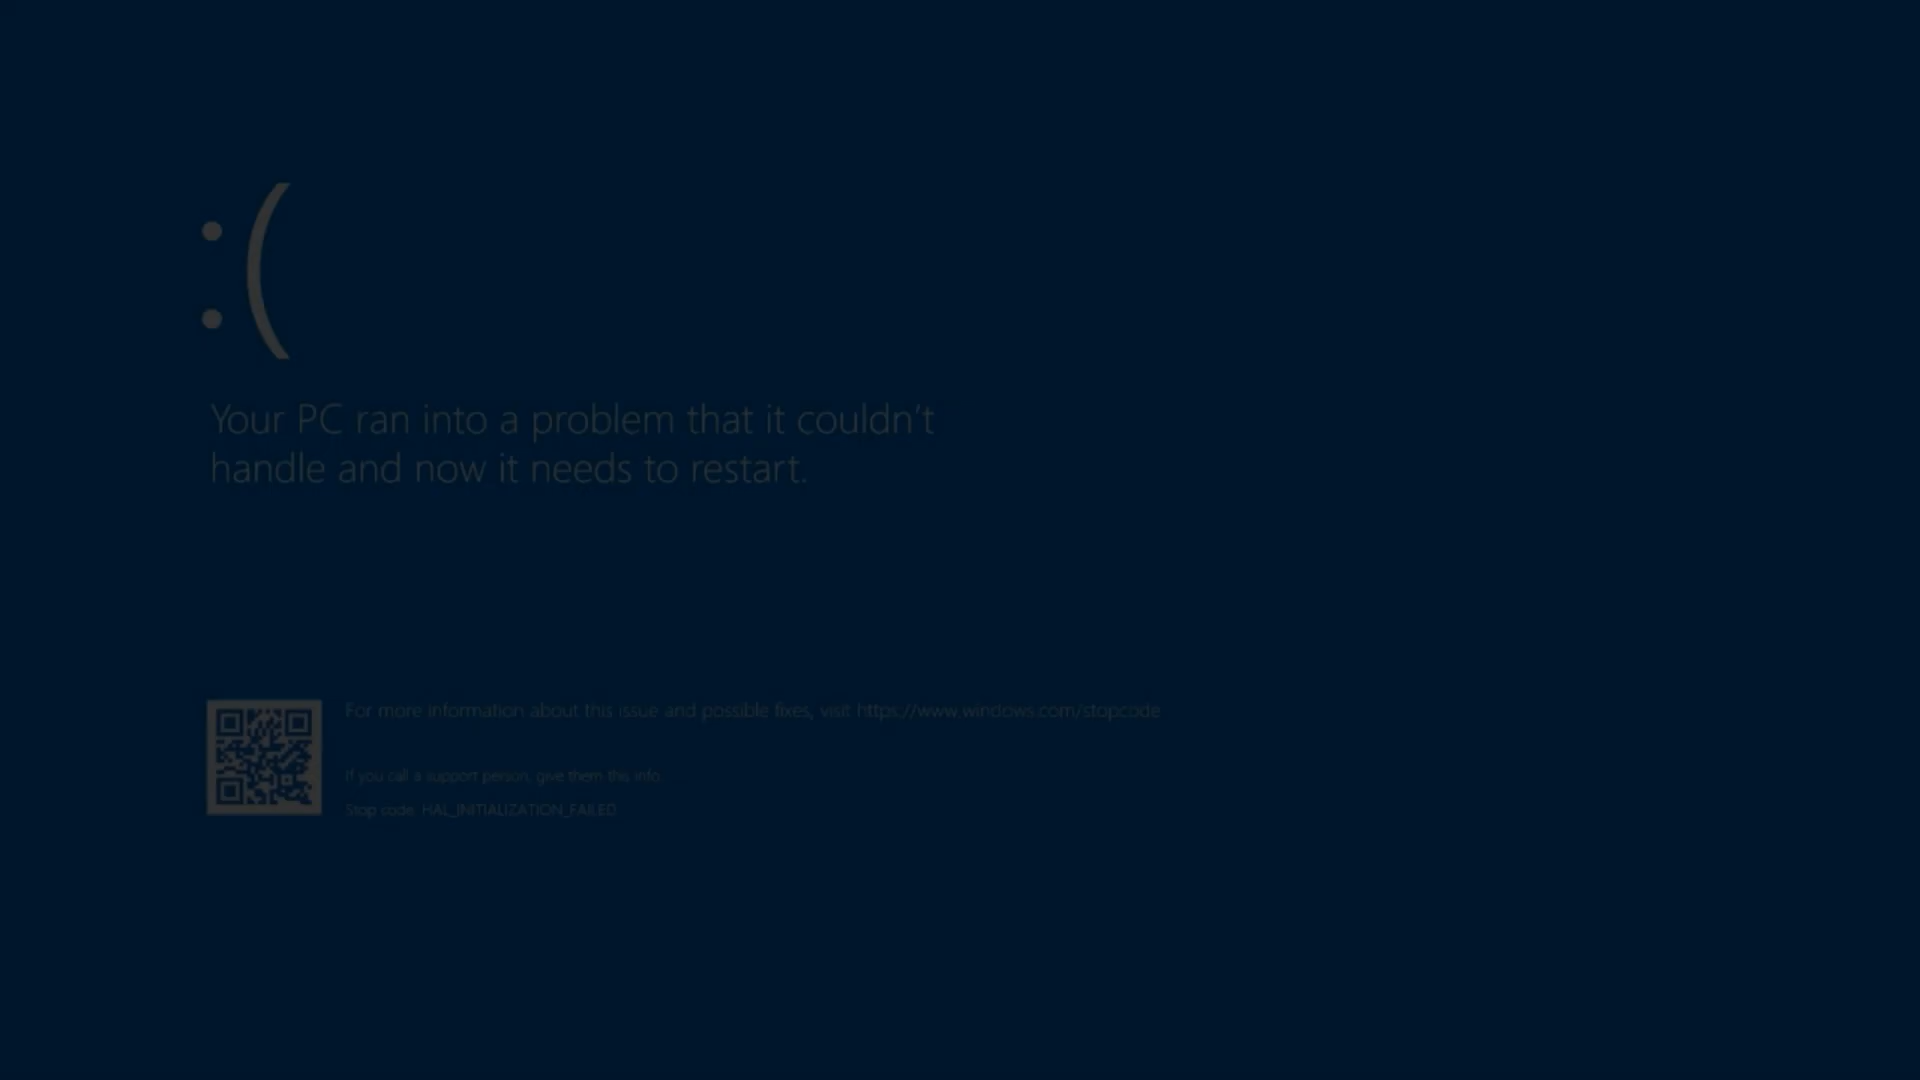 :(
Your PC ran into a problem that it couldn't
handle and now it needs to restart.
For more information about this issue and possible fixes, visit https://www.windows.com/stopcode
If you call a support person, give them this info:
Stop code: HAL_INITIALIZATION_FAILED